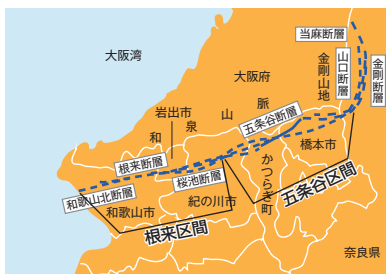 当麻断層
大阪湾
大阪府
金剛山地
山口断層
金剛断層
岩出市
和泉山脈
五条谷断層
橋本市
根来断層
桜池断層
かつらぎ町
和歌山北断層
和歌山市
紀の川市
五条谷区間
根来区間
奈良県